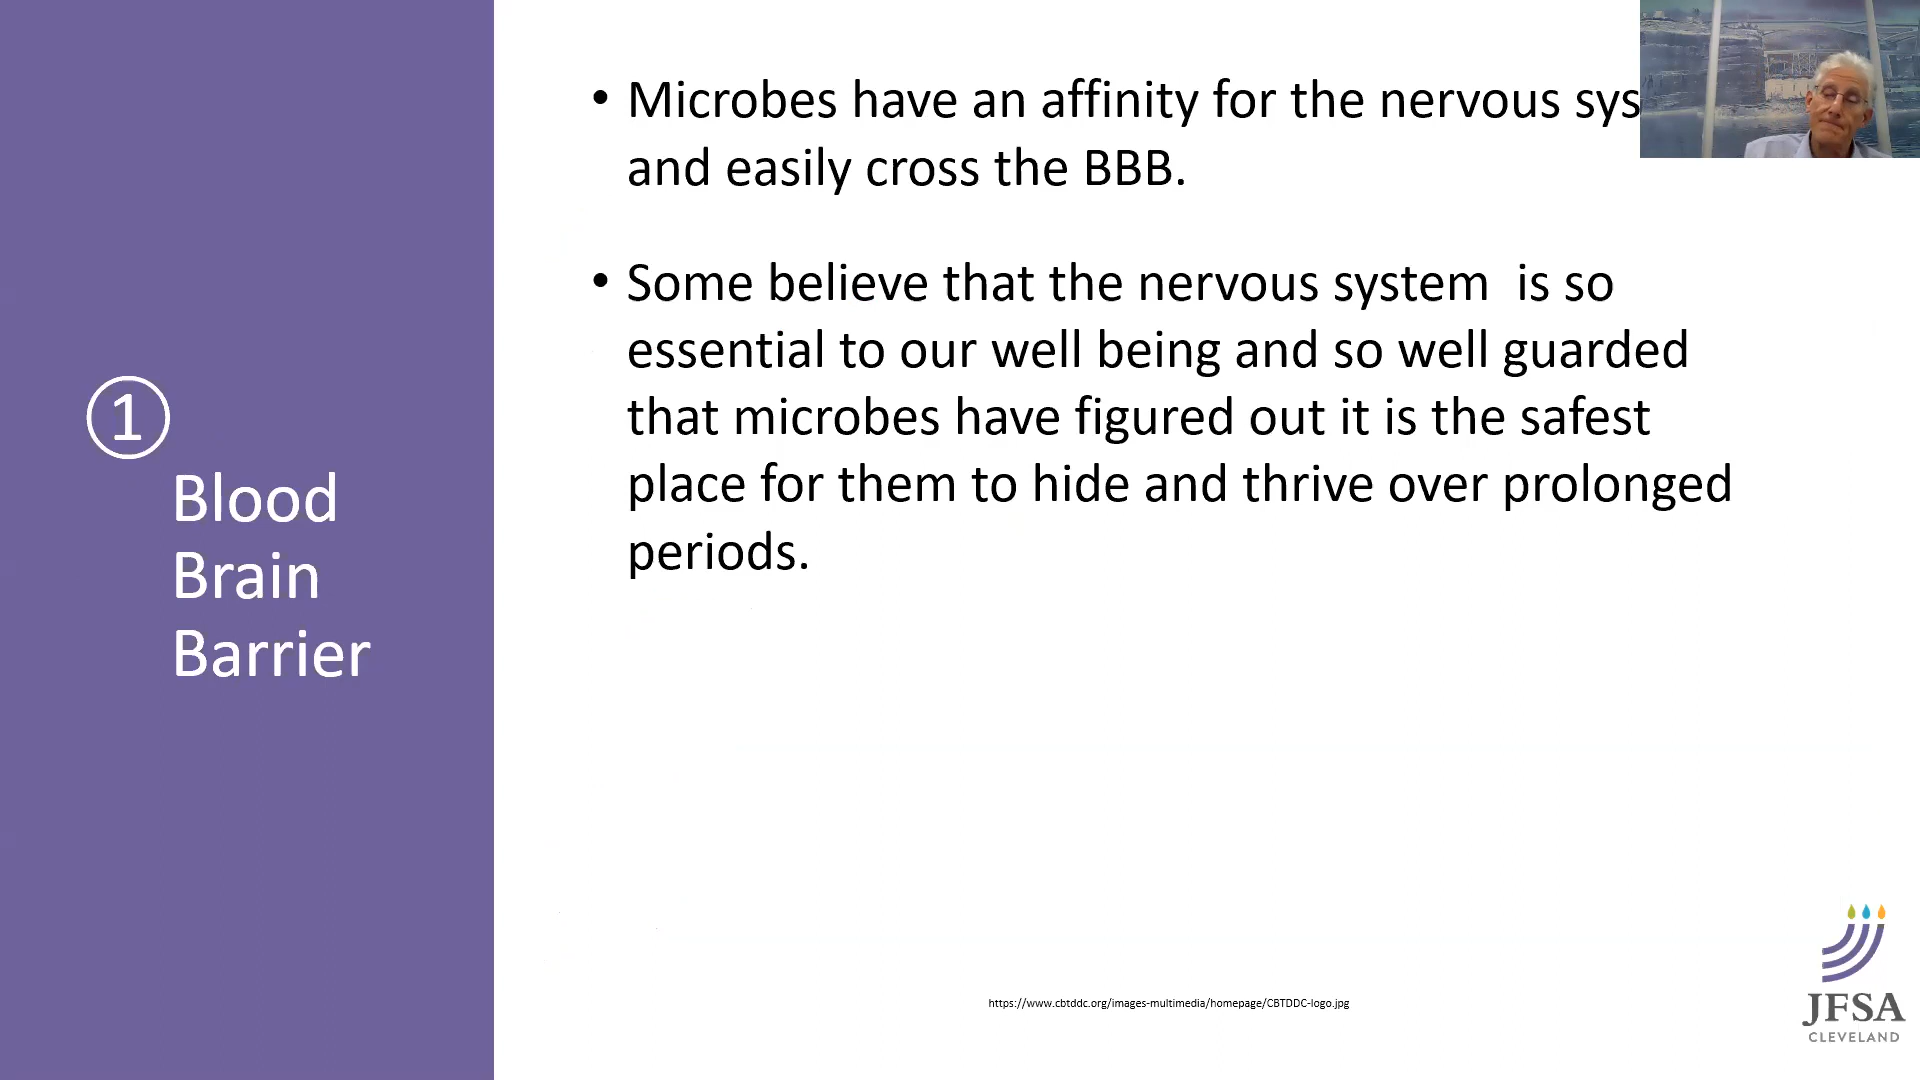 ①
Blood
Brain
Barrier
• Microbes have an affinity for the nervous sys
and easily cross the BBB.
• Some believe that the nervous system  is so
essential to our well being and so well guarded
that microbes have figured out it is the safest
place for them to hide and thrive over prolonged
periods.
https://www.cbtddc.org/images-multimedia/homepage/CBTDDC-logo.jpg
JFSA
CLEVELAND